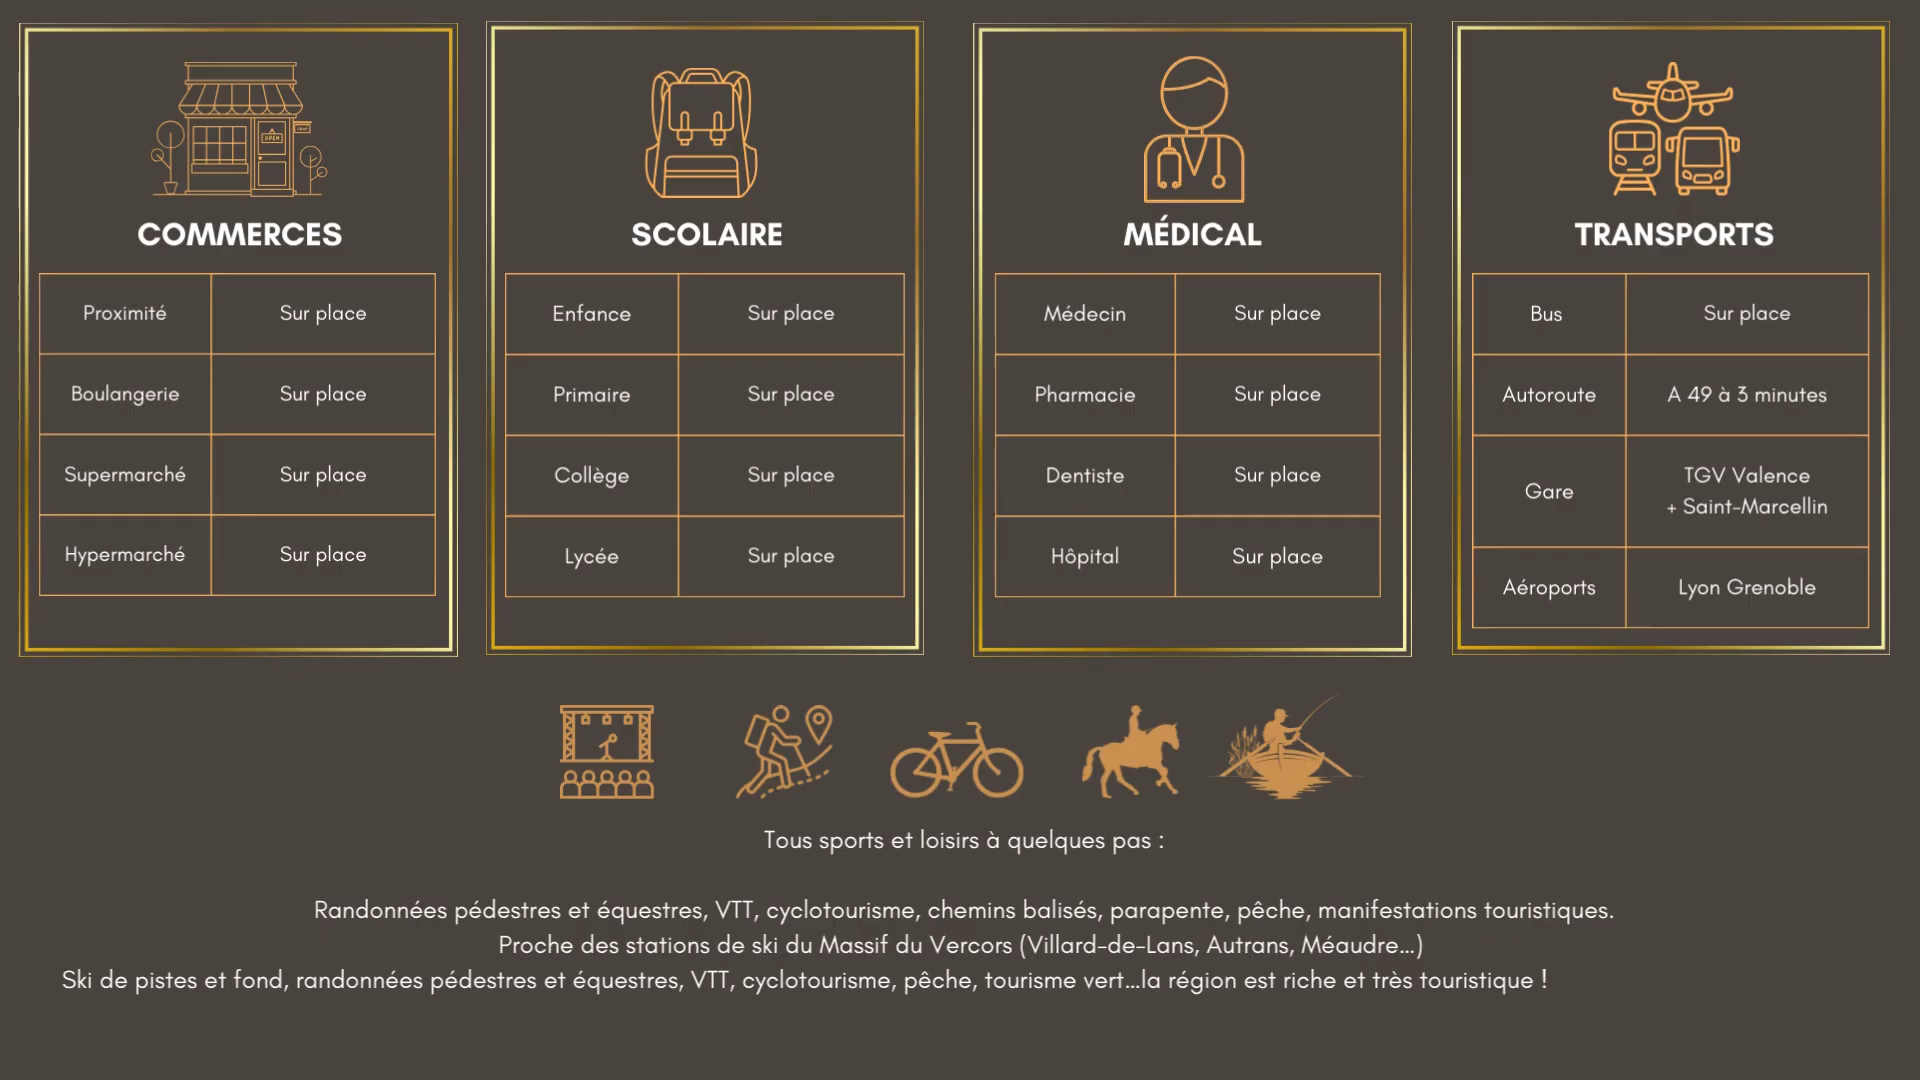 OPEN
COMMERCES
Proximité Sur place
Boulangerie Sur place
Supermarché Sur place
Hypermarché Sur place
SCOLAIRE
Enfance Sur place
Primaire Sur place
Collège Sur place
Lycée Sur place
MÉDICAL
Médecin Sur place
Pharmacie Sur place
Dentiste Sur place
Hôpital Sur place
TRANSPORTS
Bus Sur place
Autoroute A 49 à 3 minutes
Gare TGV Valence
+ Saint-Marcellin
Aéroports Lyon Grenoble
Tous sports et loisirs à quelques pas :
Randonnées pédestres et équestres, VTT, cyclotourisme, chemins balisés, parapente, pêche, manifestations touristiques.
Proche des stations de ski du Massif du Vercors (Villard-de-Lans, Autrans, Méaudre...)
Ski de pistes et fond, randonnées pédestres et équestres, VTT, cyclotourisme, pêche, tourisme vert...la région est riche et très touristique !